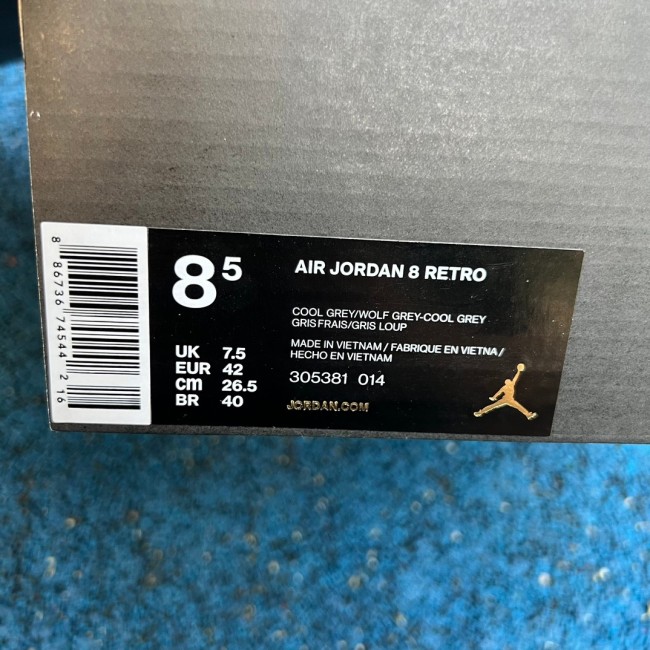 8 86736 74544 2 16
8⁵
AIR JORDAN 8 RETRO
COOL GREY/WOLF GREY-COOL GREY
GRIS FRAIS/GRIS LOUP
MADE IN VIETNAM / FABRIQUE EN VIETNA/
HECHO EN VIETNAM
305381 014
JORDAN.COM
UK 7.5
EUR 42
cm 26.5
BR 40